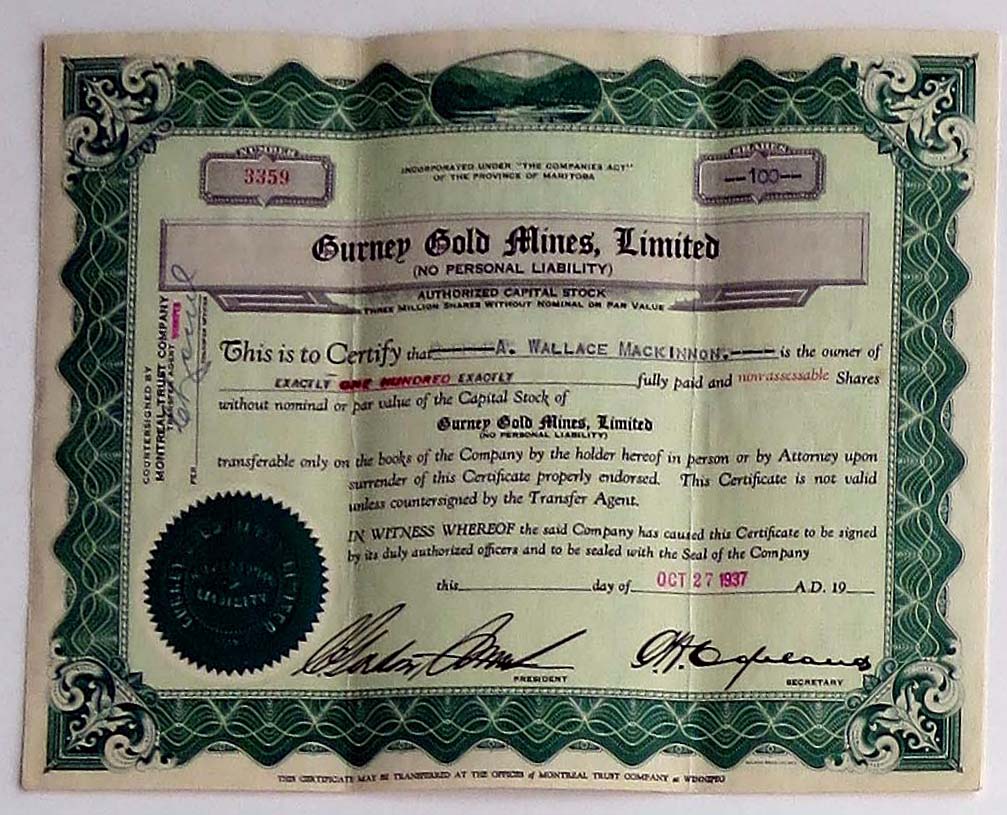 NUMBER
3359
SHARES
—100—
INCORPORATED UNDER "THE COMPANIES ACT"
OF THE PROVINCE OF MANITOBA
Gurney Gold Mines, Limited
(NO PERSONAL LIABILITY)
AUTHORIZED CAPITAL STOCK
THREE MILLION SHARES WITHOUT NOMINAL OR PAR VALUE
COUNTERSIGNED BY
MONTREAL TRUST COMPANY
TRANSFER AGENT WINNIPEG
PER
TRANSFER OFFICER
This is to Certify that A. WALLACE MACKINNON. is the owner of
EXACTLY ONE HUNDRED EXACTLY fully paid and non-assessable Shares
without nominal or par value of the Capital Stock of
Gurney Gold Mines, Limited
(NO PERSONAL LIABILITY)
transferable only on the books of the Company by the holder hereof in person or by Attorney upon
surrender of this Certificate properly endorsed. This Certificate is not valid
unless countersigned by the Transfer Agent.
IN WITNESS WHEREOF the said Company has caused this Certificate to be signed
by its duly authorized officers and to be sealed with the Seal of the Company
this day of OCT 27 1937 A.D. 19
PRESIDENT
Copeland
SECRETARY
LIABILITY
THIS CERTIFICATE MAY BE TRANSFERRED AT THE OFFICES of MONTREAL TRUST COMPANY at WINNIPEG